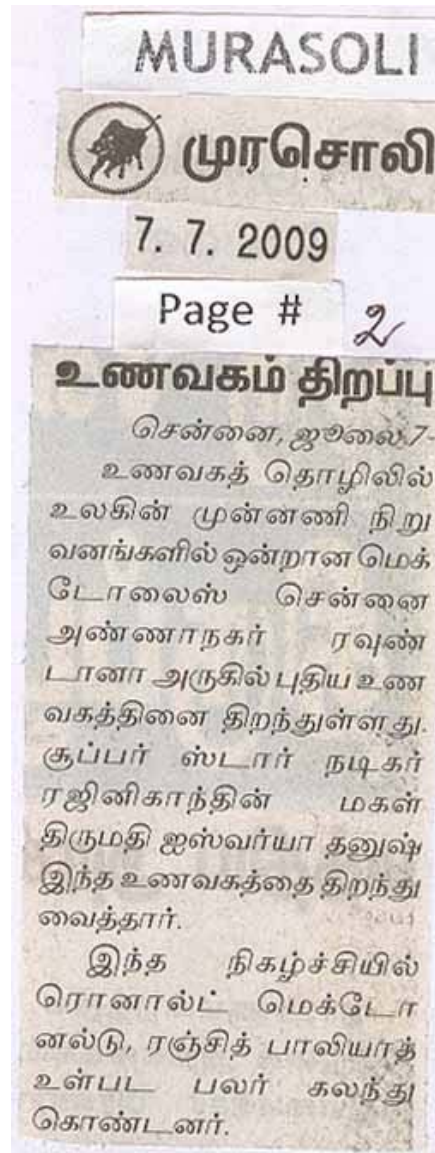 MURASOLI
முரசொலி
7. 7. 2009
Page # 2
உணவகம் திறப்பு
சென்னை, ஜூலை.7-
உணவகத் தொழிலில்
உலகின் முன்னணி நிறு
வனங்களில் ஒன்றான மெக்
டோலைஸ் சென்னை
அண்ணாநகர் ரவுண்
டானா அருகில் புதிய உண
வகத்தினை திறந்துள்ளது.
சூப்பர் ஸ்டார் நடிகர்
ரஜினிகாந்தின் மகள்
திருமதி ஐஸ்வர்யா தனுஷ்
இந்த உணவகத்தை திறந்து
வைத்தார்.
இந்த நிகழ்ச்சியில்
ரொனால்ட் மெக்டோ
னல்டு, ரஞ்சித் பாலியாத்
உள்பட பலர் கலந்து
கொண்டனர்.